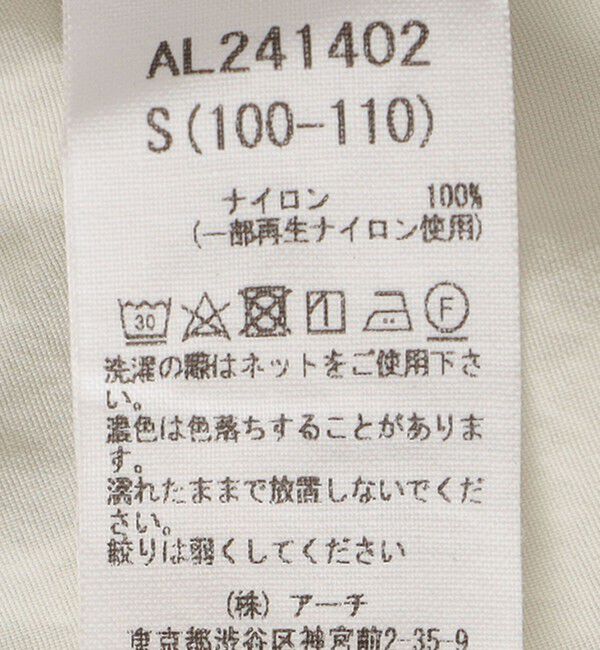 AL241402
S(100-110)
ナイロン 100%
(一部再生ナイロン使用)
30 F
洗濯の際はネットをご使用下さ
い。
濃色は色落ちすることがありま
す。
濡れたままで放置しないでくだ
さい。
絞りは弱くしてください
(株) アーチ
東京都渋谷区神宮前2-35-9